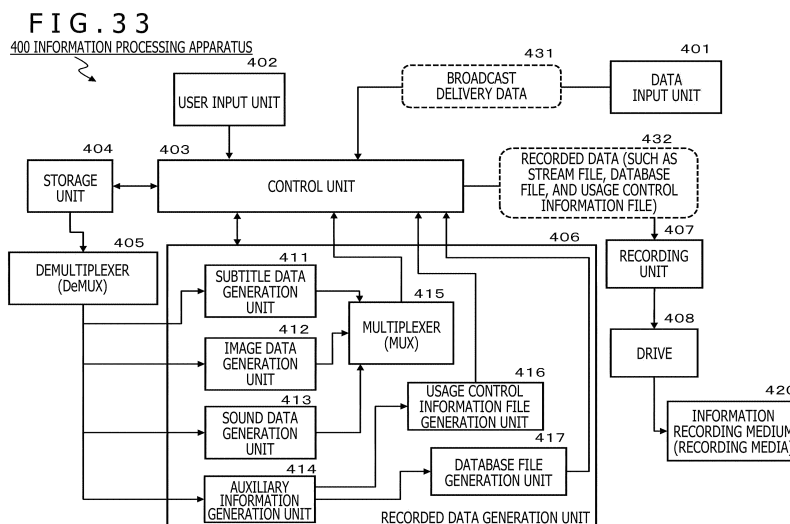 FIG.33
400 INFORMATION PROCESSING APPARATUS
402
USER INPUT UNIT
431
BROADCAST
DELIVERY DATA
401
DATA
INPUT UNIT
404
STORAGE
UNIT
403
CONTROL UNIT
432
RECORDED DATA (SUCH AS
STREAM FILE, DATABASE
FILE, AND USAGE CONTROL
INFORMATION FILE)
405
DEMULTIPLEXER
(DeMUX)
406
407
RECORDING
UNIT
411
SUBTITLE DATA
GENERATION
UNIT
415
MULTIPLEXER
(MUX)
412
IMAGE DATA
GENERATION
UNIT
408
DRIVE
413
SOUND DATA
GENERATION
UNIT
416
USAGE CONTROL
INFORMATION FILE
GENERATION UNIT
420
INFORMATION
RECORDING MEDIUM
(RECORDING MEDIA)
414
AUXILIARY
INFORMATION
GENERATION UNIT
417
DATABASE FILE
GENERATION UNIT
RECORDED DATA GENERATION UNIT